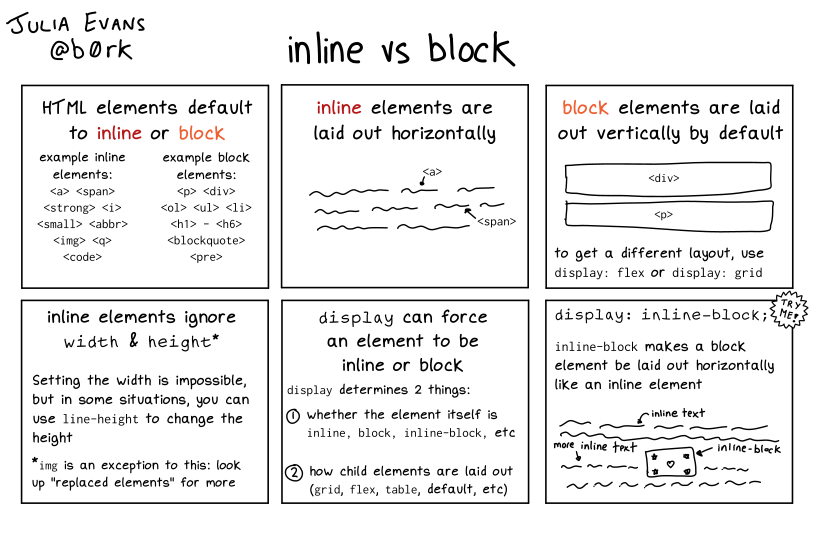 JULIA EVANS
@b0rk
inline vs block
HTML elements default
to inline or block
example inline
elements:
<a> <span>
<strong> <i>
<small> <abbr>
<img> <q>
<code>
example block
elements:
<p> <div>
<ol> <ul> <li>
<h1> - <h6>
<blockquote>
<pre>
inline elements are
laid out horizontally
<a>
<span>
block elements are laid
out vertically by default
<div>
<p>
to get a different layout, use
display: flex or display: grid
inline elements ignore
width & height*
Setting the width is impossible,
but in some situations, you can
use line-height to change the
height
*img is an exception to this: look
up "replaced elements" for more
display can force
an element to be
inline or block
display determines 2 things:
① whether the element itself is
inline, block, inline-block, etc
② how child elements are laid out
(grid, flex, table, default, etc)
TRY
ME!
display: inline-block;
inline-block makes a block
element be laid out horizontally
like an inline element
inline text
more inline text
inline-block